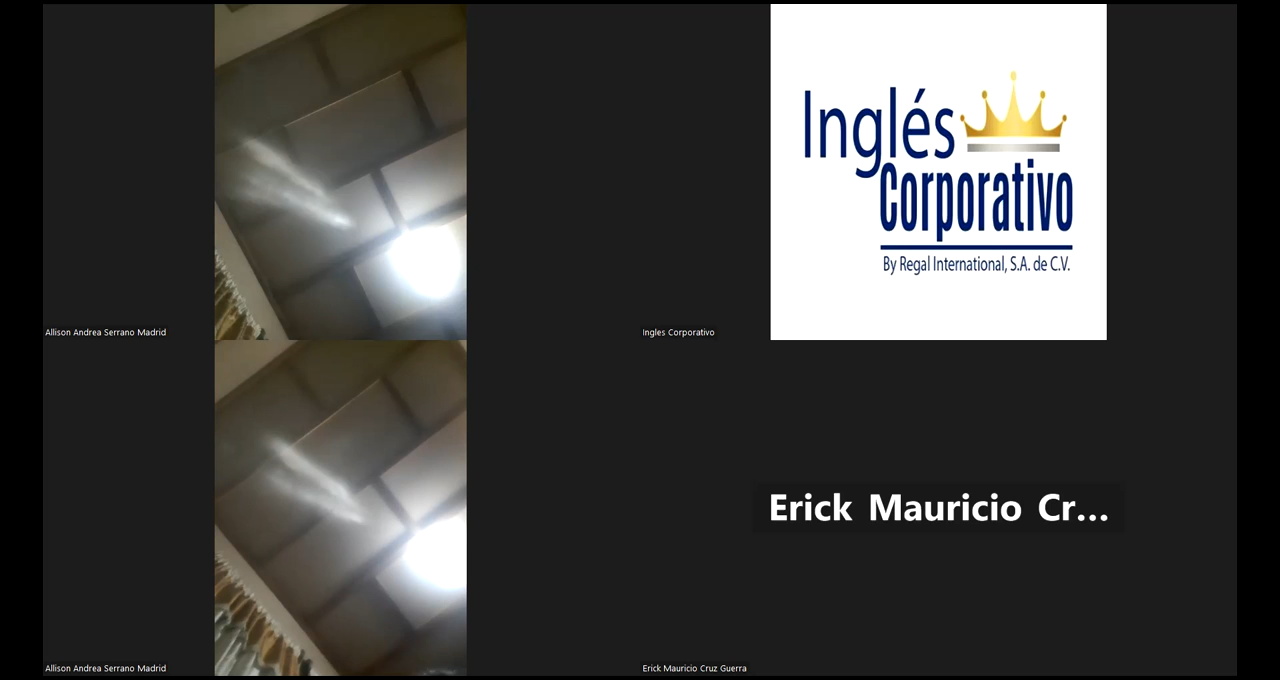 Inglés
Corporativo
By Regal International, S.A. de C.V.
Allison Andrea Serrano Madrid
Ingles Corporativo
Erick Mauricio Cr...
Allison Andrea Serrano Madrid
Erick Mauricio Cruz Guerra